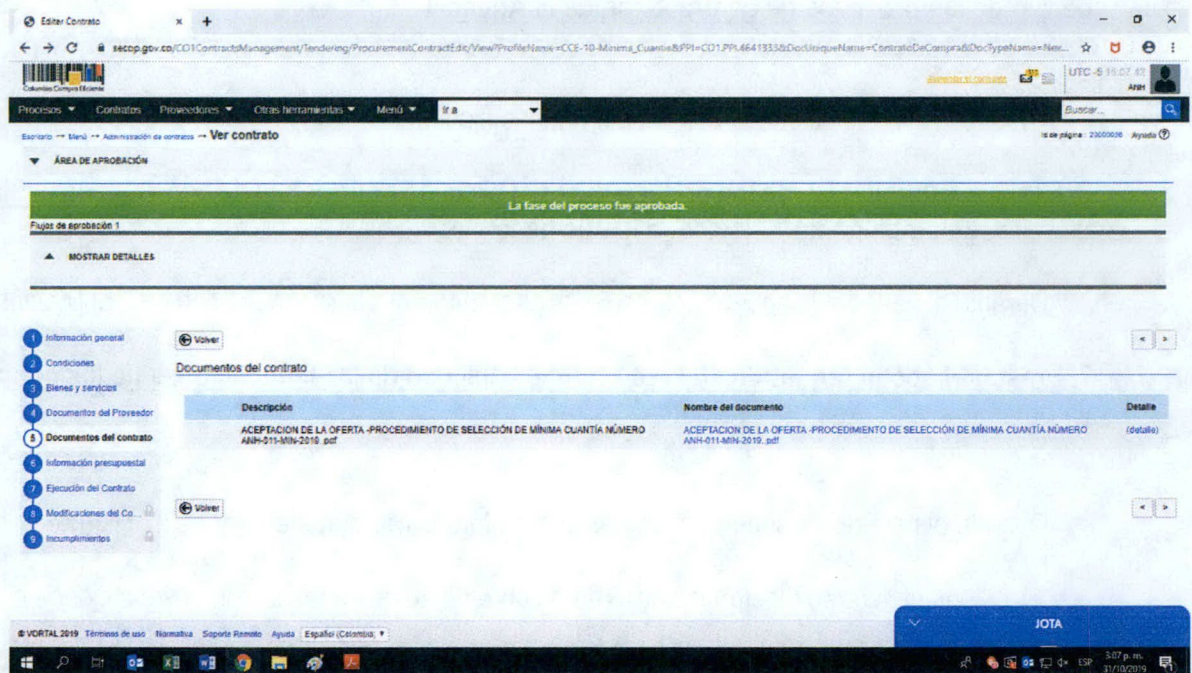 Editar Contrato
secop.gov.co/CO1ContractsManagement/Tendering/ProcurementContractEdit/View?ProfileName=CCE-10-Minima_Cuantia&PPI=CO1.PPI.4641833&DocUniqueName=ContratoDeCompra&DocTypeName=Nex...
Colombia Compra Eficiente
Aumentar el contraste
UTC -5 15:07:42
ANH
Procesos Contratos Proveedores Otras herramientas Menú Ir a Buscar...
Escritorio → Menú → Administración de contratos → Ver contrato
Id de página: 23000036 Ayuda
ÁREA DE APROBACIÓN
La fase del proceso fue aprobada.
Flujos de aprobación 1
MOSTRAR DETALLES
1 Información general
2 Condiciones
3 Bienes y servicios
4 Documentos del Proveedor
5 Documentos del contrato
6 Información presupuestal
7 Ejecución del Contrato
8 Modificaciones del Co...
9 Incumplimientos
Volver
< >
Documentos del contrato
Descripción Nombre del documento Detalle
ACEPTACION DE LA OFERTA -PROCEDIMIENTO DE SELECCIÓN DE MÍNIMA CUANTÍA NÚMERO
ANH-011-MIN-2019..pdf
ACEPTACION DE LA OFERTA -PROCEDIMIENTO DE SELECCIÓN DE MÍNIMA CUANTÍA NÚMERO
ANH-011-MIN-2019..pdf
(detalle)
Volver
< >
© VORTAL 2019 Términos de uso Normativa Soporte Remoto Ayuda Español (Colombia)
JOTA
ESP
3:07 p. m.
31/10/2019